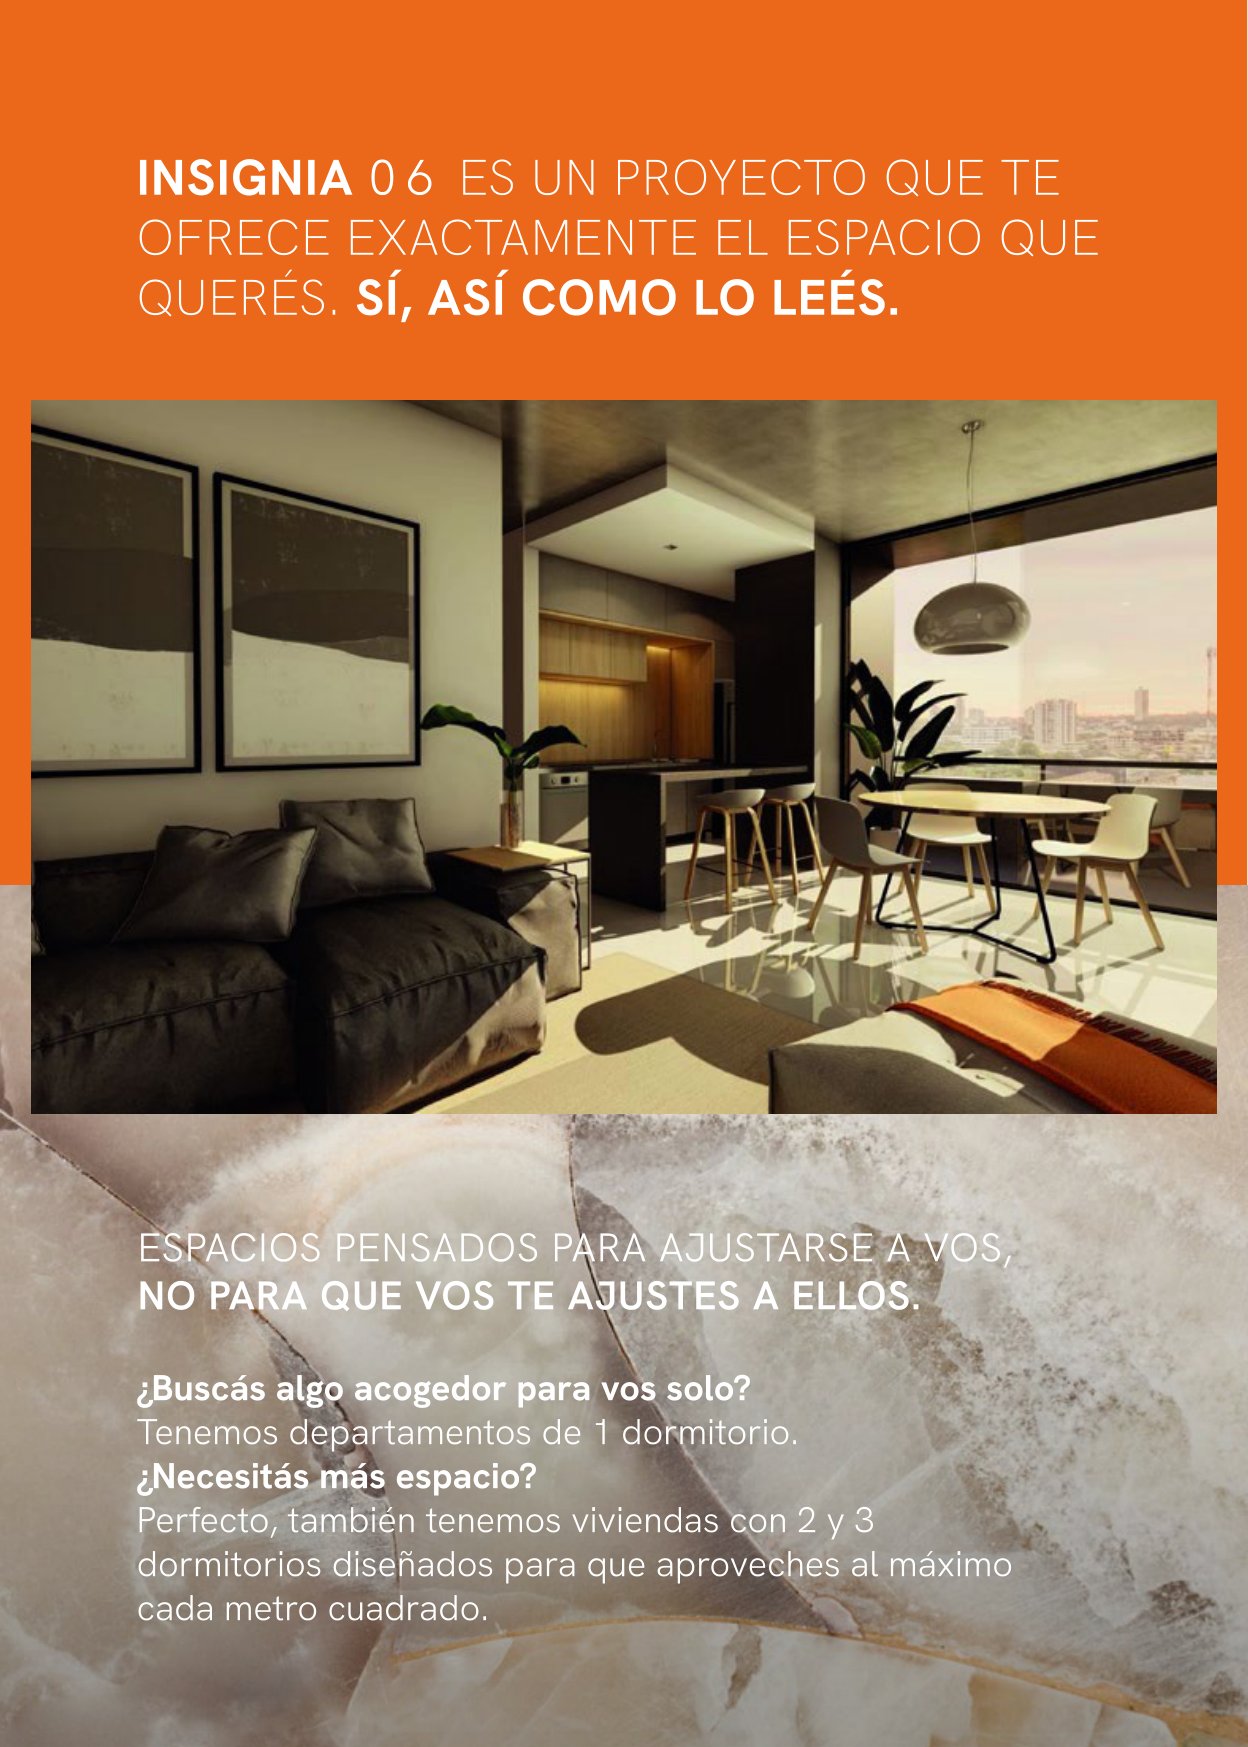 INSIGNIA 06 ES UN PROYECTO QUE TE
OFRECE EXACTAMENTE EL ESPACIO QUE
QUERÉS. SÍ, ASÍ COMO LO LEÉS.
ESPACIOS PENSADOS PARA AJUSTARSE A VOS,
NO PARA QUE VOS TE AJUSTES A ELLOS.
¿Buscás algo acogedor para vos solo?
Tenemos departamentos de 1 dormitorio.
¿Necesitás más espacio?
Perfecto, también tenemos viviendas con 2 y 3
dormitorios diseñados para que aproveches al máximo
cada metro cuadrado.